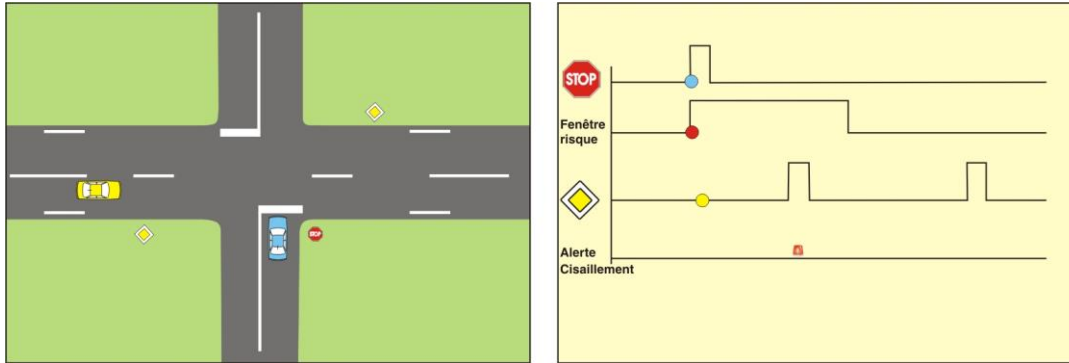 STOP
STOP
Fenêtre
risque
Alerte
Cisaillement